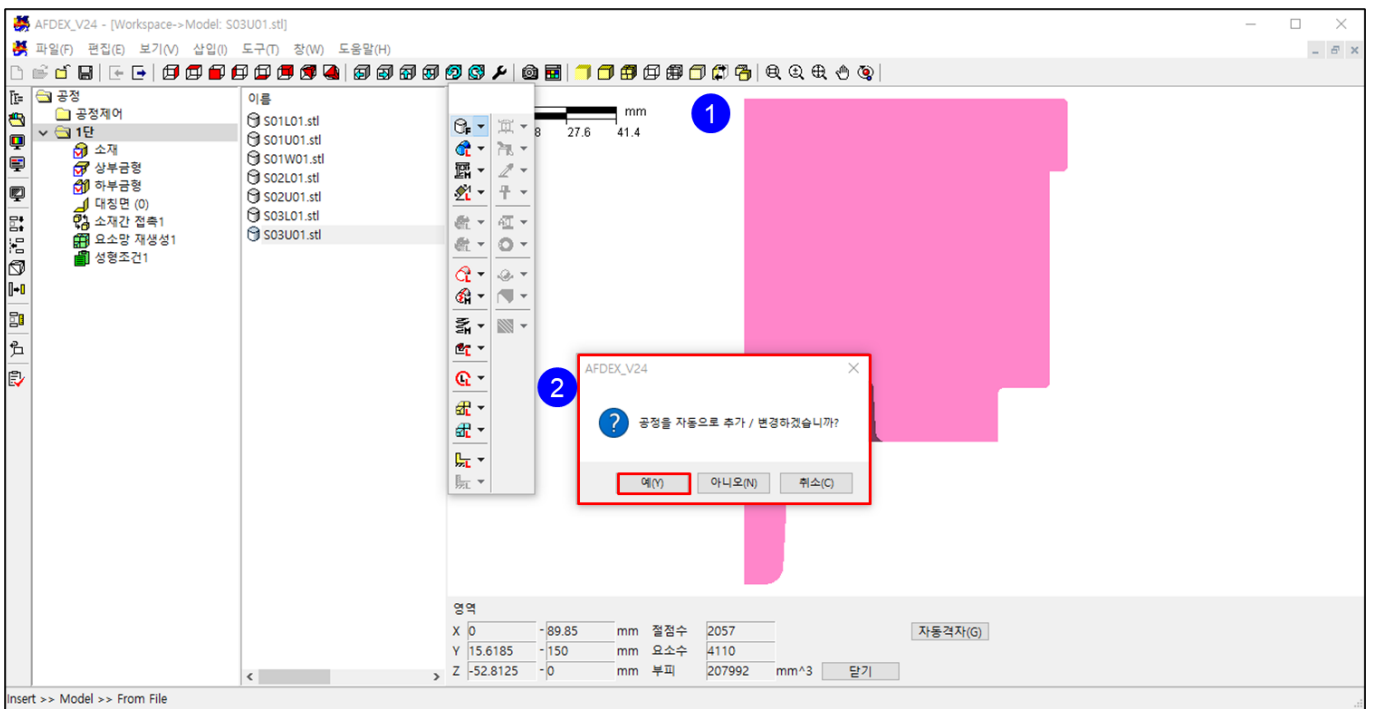 AFDEX_V24 - [Workspace->Model: S03U01.stl]
파일(F) 편집(E) 보기(V) 삽입(I) 도구(T) 창(W) 도움말(H)
공정
공정제어
1단
소재
상부금형
하부금형
대칭면 (0)
소재간 접촉1
요소망 재생성1
성형조건1
이름
S01L01.stl
S01U01.stl
S01W01.stl
S02L01.stl
S02U01.stl
S03L01.stl
S03U01.stl
mm
8 27.6 41.4
1
2
AFDEX_V24
공정을 자동으로 추가 / 변경하겠습니까?
예(Y) 아니오(N) 취소(C)
영역
X 0 - 89.85 mm 절점수 2057 자동격자(G)
Y 15.6185 - 150 mm 요소수 4110
Z -52.8125 - 0 mm 부피 207992 mm^3 닫기
Insert >> Model >> From File